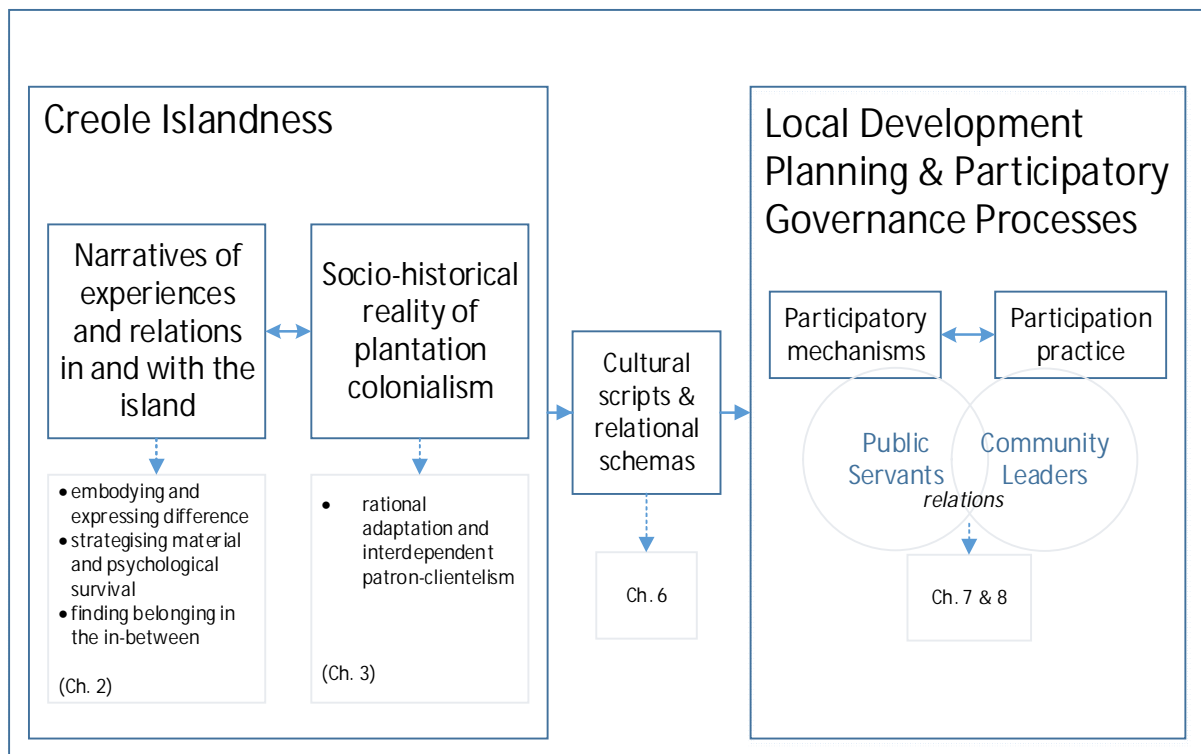 Creole Islandness
Narratives of
experiences
and relations
in and with the
island
Socio-historical
reality of
plantation
colonialism
• embodying and
expressing difference
• strategising material
and psychological
survival
• finding belonging in
the in-between
(Ch. 2)
• rational
adaptation and
interdependent
patron-clientelism
(Ch. 3)
Cultural
scripts &
relational
schemas
Ch. 6
Local Development
Planning & Participatory
Governance Processes
Participatory
mechanisms
Participation
practice
Public
Servants
Community
Leaders
relations
Ch. 7 & 8